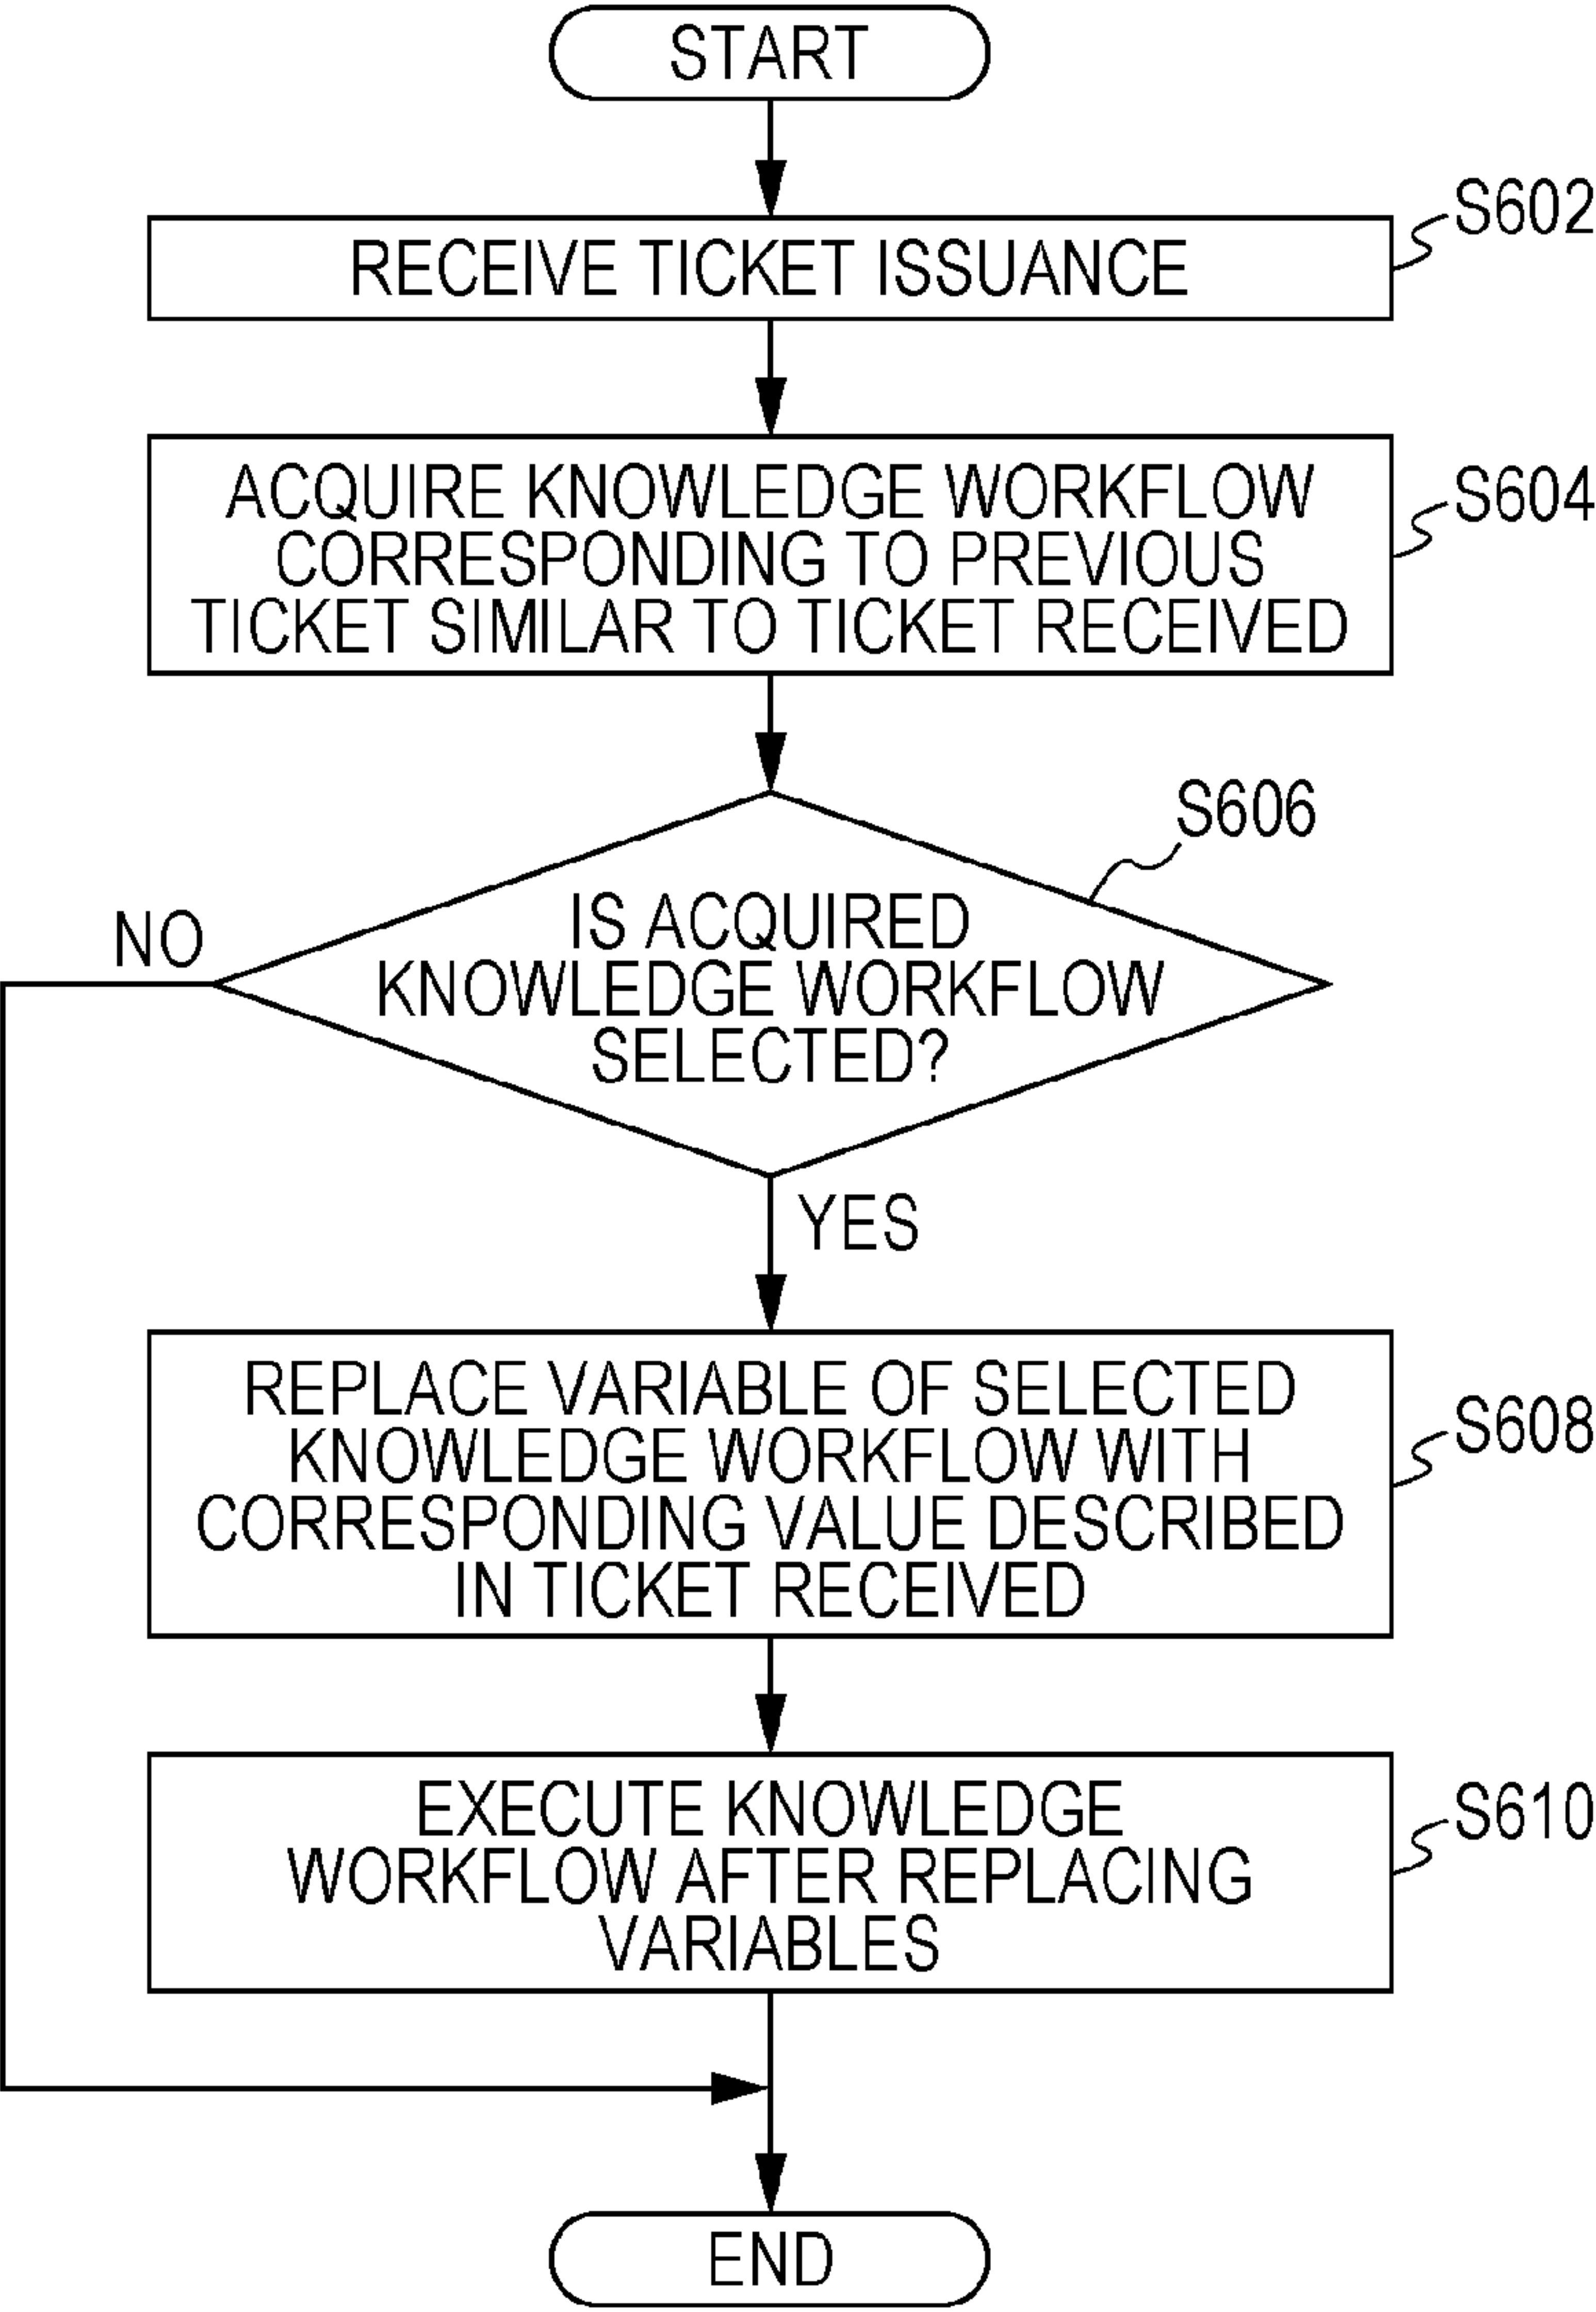 START
RECEIVE TICKET ISSUANCE
S602
ACQUIRE KNOWLEDGE WORKFLOW
CORRESPONDING TO PREVIOUS
TICKET SIMILAR TO TICKET RECEIVED
S604
S606
IS ACQUIRED
KNOWLEDGE WORKFLOW
SELECTED?
NO
YES
REPLACE VARIABLE OF SELECTED
KNOWLEDGE WORKFLOW WITH
CORRESPONDING VALUE DESCRIBED
IN TICKET RECEIVED
S608
EXECUTE KNOWLEDGE
WORKFLOW AFTER REPLACING
VARIABLES
S610
END